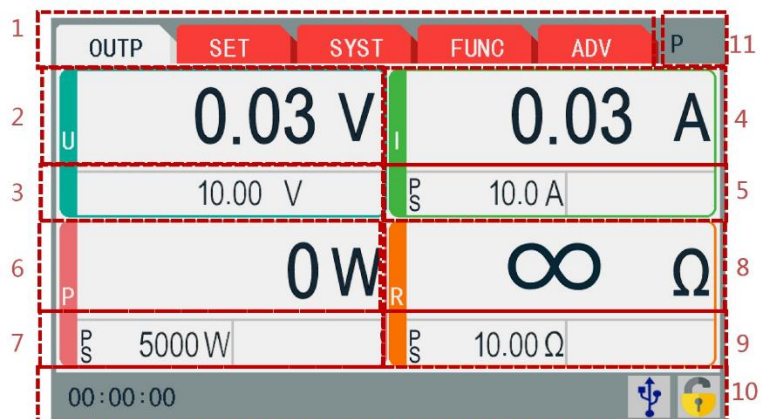 1 OUTP SET SYST FUNC ADV P 11
2 U 0.03 V I 0.03 A 4
3 10.00 V PS 10.0 A 5
6 P 0 W R ∞ Ω 8
7 PS 5000 W PS 10.00 Ω 9
00:00:00 10